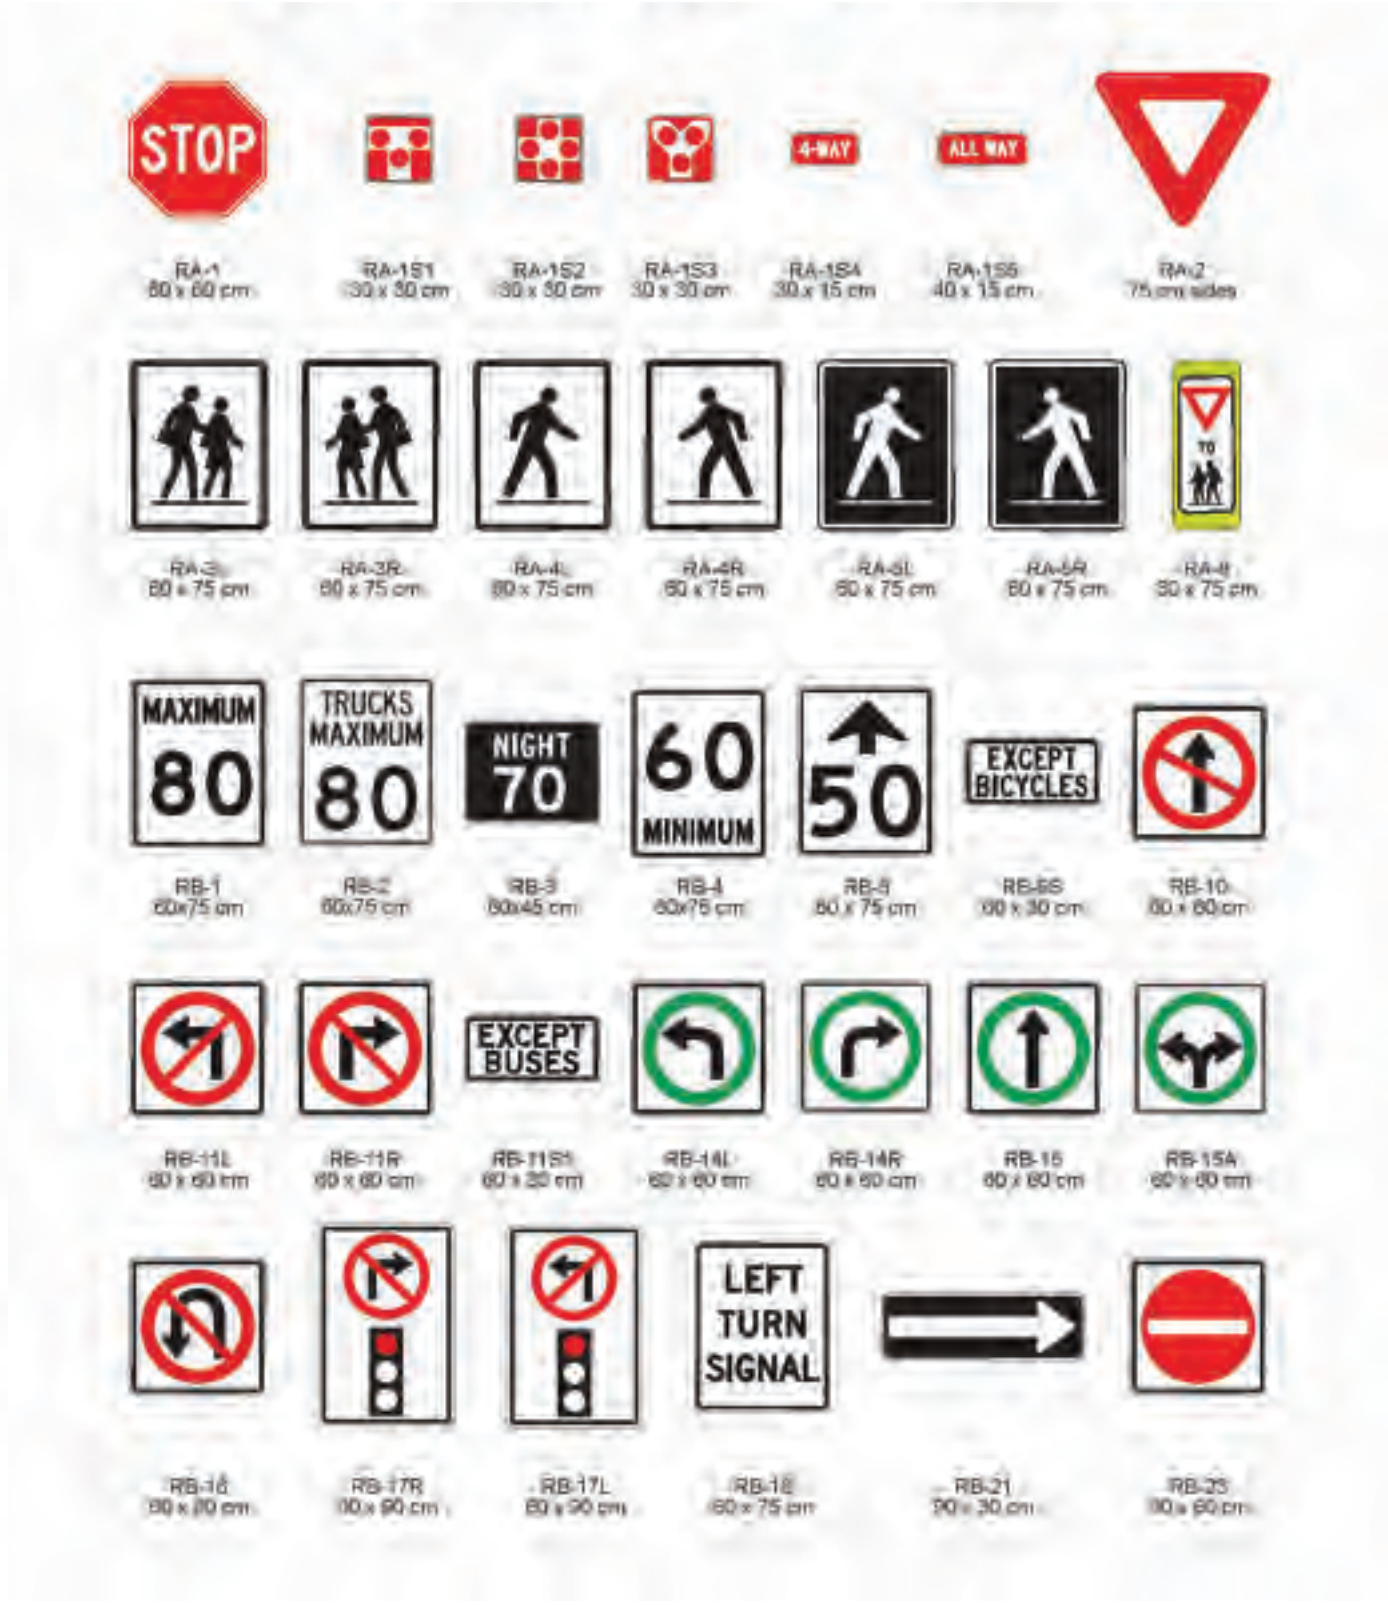 STOP
4-WAY
ALL WAY
RA-1
RA-1S1
RA-1S2
RA-1S3
RA-1S4
RA-1S5
RA-2
60 x 60 cm
30 x 30 cm
30 x 30 cm
30 x 30 cm
30 x 15 cm
40 x 15 cm
75 cm sides
TO
RA-3L
RA-3R
RA-4L
RA-4R
RA-5L
RA-5R
60 x 75 cm
60 x 75 cm
60 x 75 cm
60 x 75 cm
60 x 75 cm
60 x 75 cm
30 x 75 cm
MAXIMUM
80
TRUCKS
MAXIMUM
80
NIGHT
70
60
MINIMUM
50
EXCEPT
BICYCLES
RB-1
RB-2
RB-3
RB-4
RB-5
RB-10
60x75 cm
60x75 cm
60x45 cm
60x75 cm
60 x 75 cm
60 x 30 cm
60 x 60 cm
EXCEPT
BUSES
RB-11L
RB-11R
RB-11S1
RB-14L
RB-14R
RB-15
RB-15A
60 x 60 cm
60 x 60 cm
60 x 60 cm
60 x 60 cm
60 x 60 cm
60 x 60 cm
LEFT
TURN
SIGNAL
RB-16
RB-17R
RB-17L
RB-18
RB-21
RB-23
60 x 90 cm
60 x 90 cm
60 x 75 cm
90 x 30 cm
60 x 60 cm